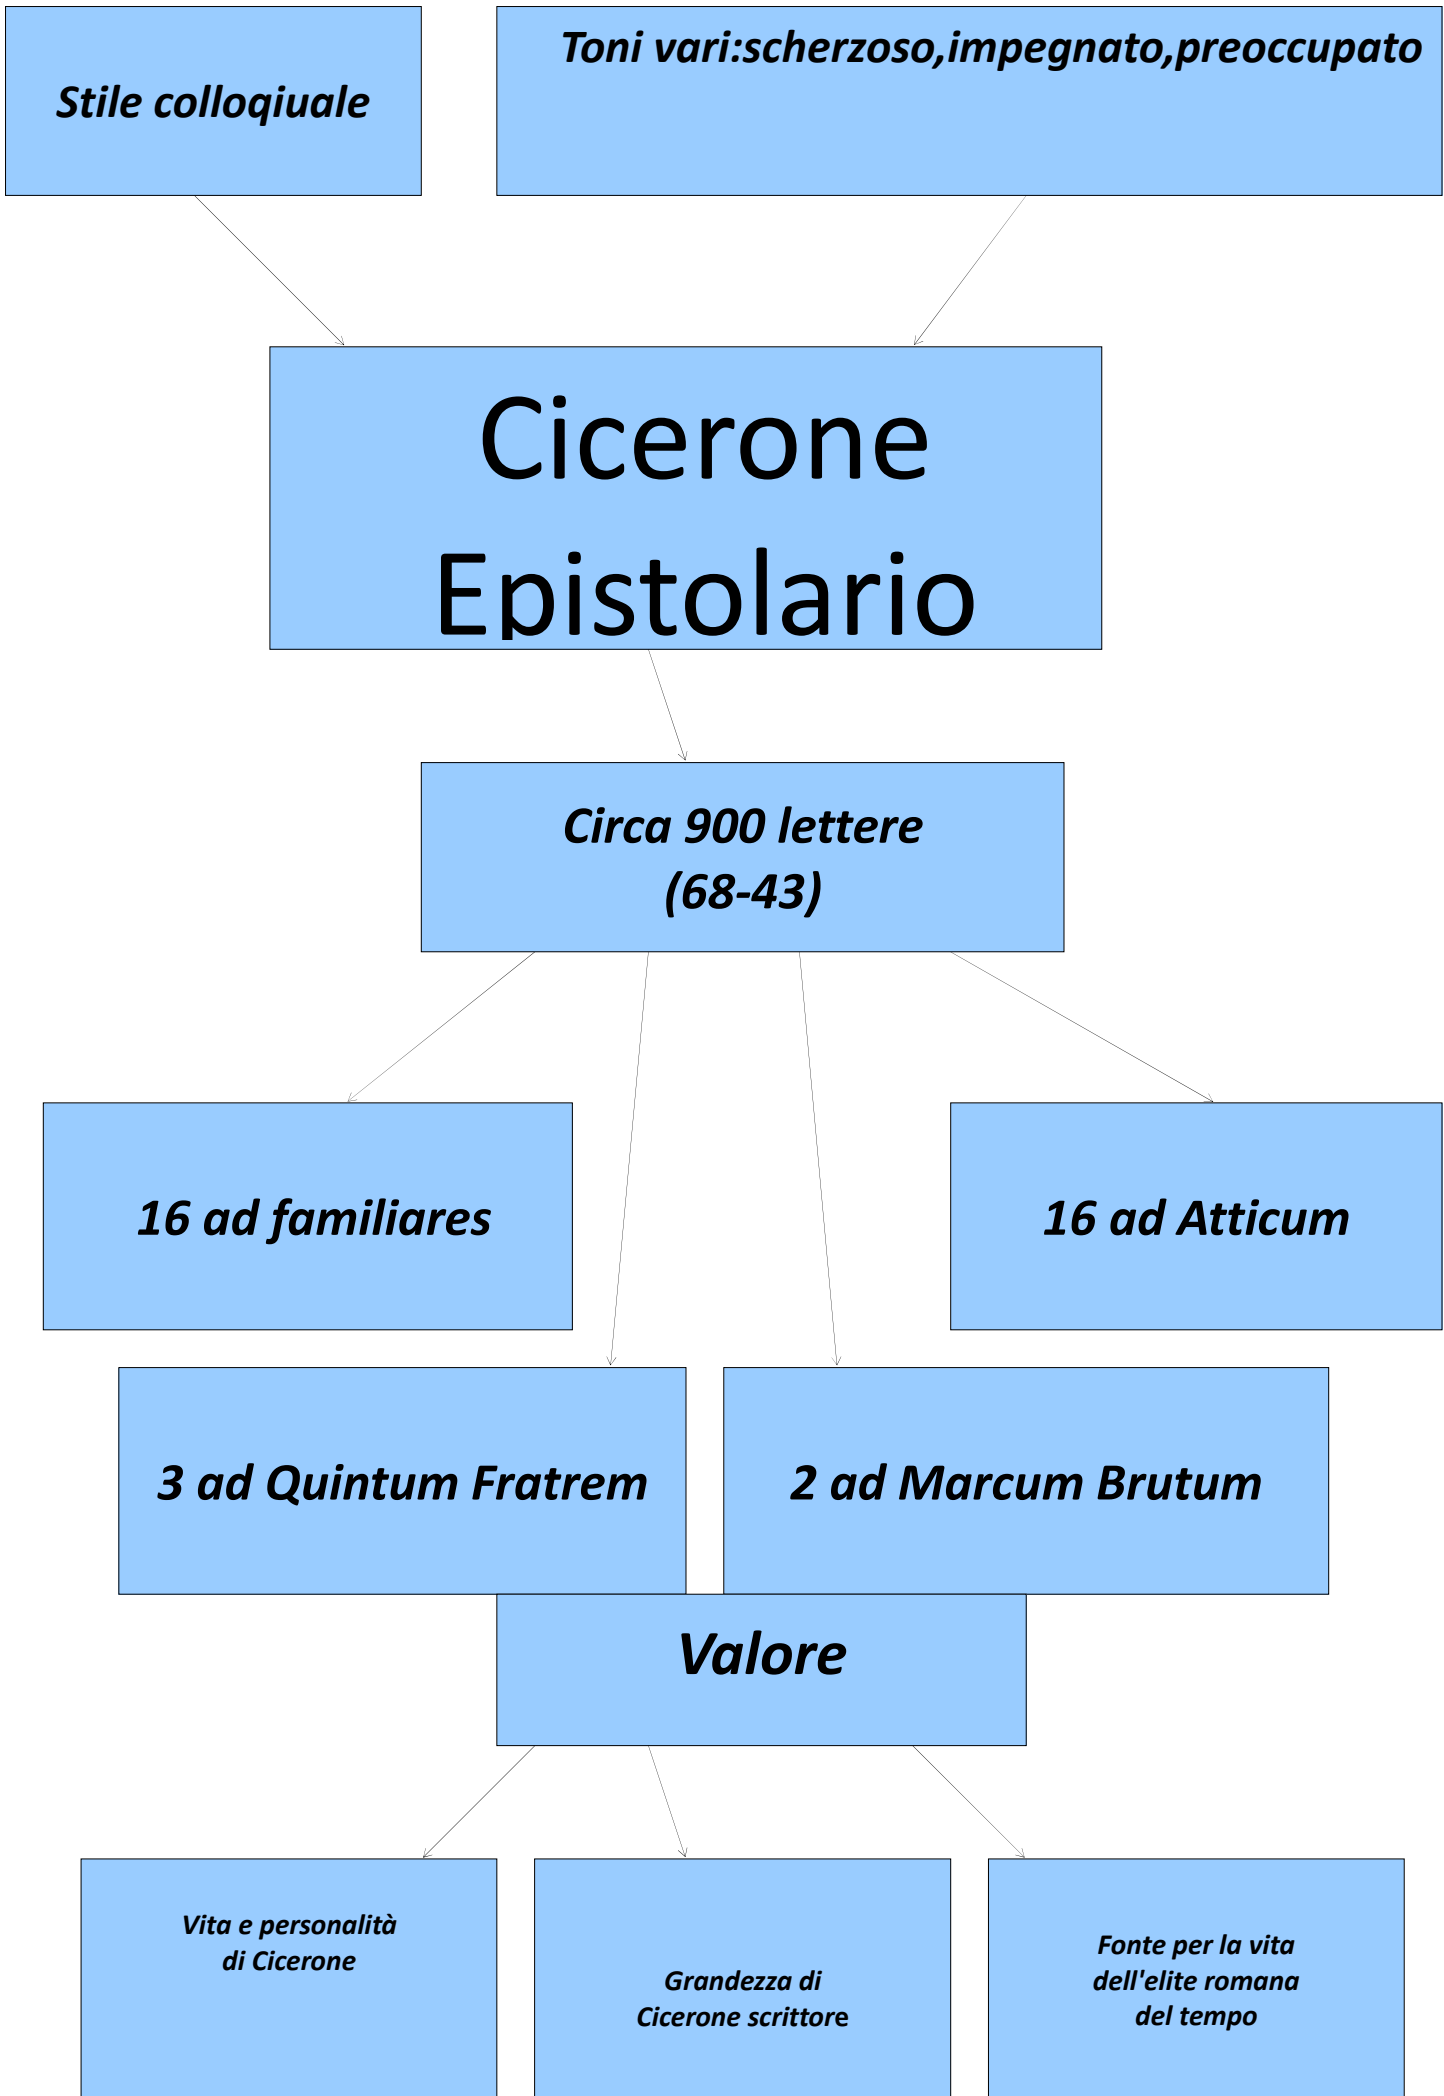 Stile colloqiuale
Toni vari:scherzoso,impegnato,preoccupato
Cicerone
Epistolario
Circa 900 lettere
(68-43)
16 ad familiares
16 ad Atticum
3 ad Quintum Fratrem
2 ad Marcum Brutum
Valore
Vita e personalità
di Cicerone
Grandezza di
Cicerone scrittore
Fonte per la vita
dell'elite romana
del tempo